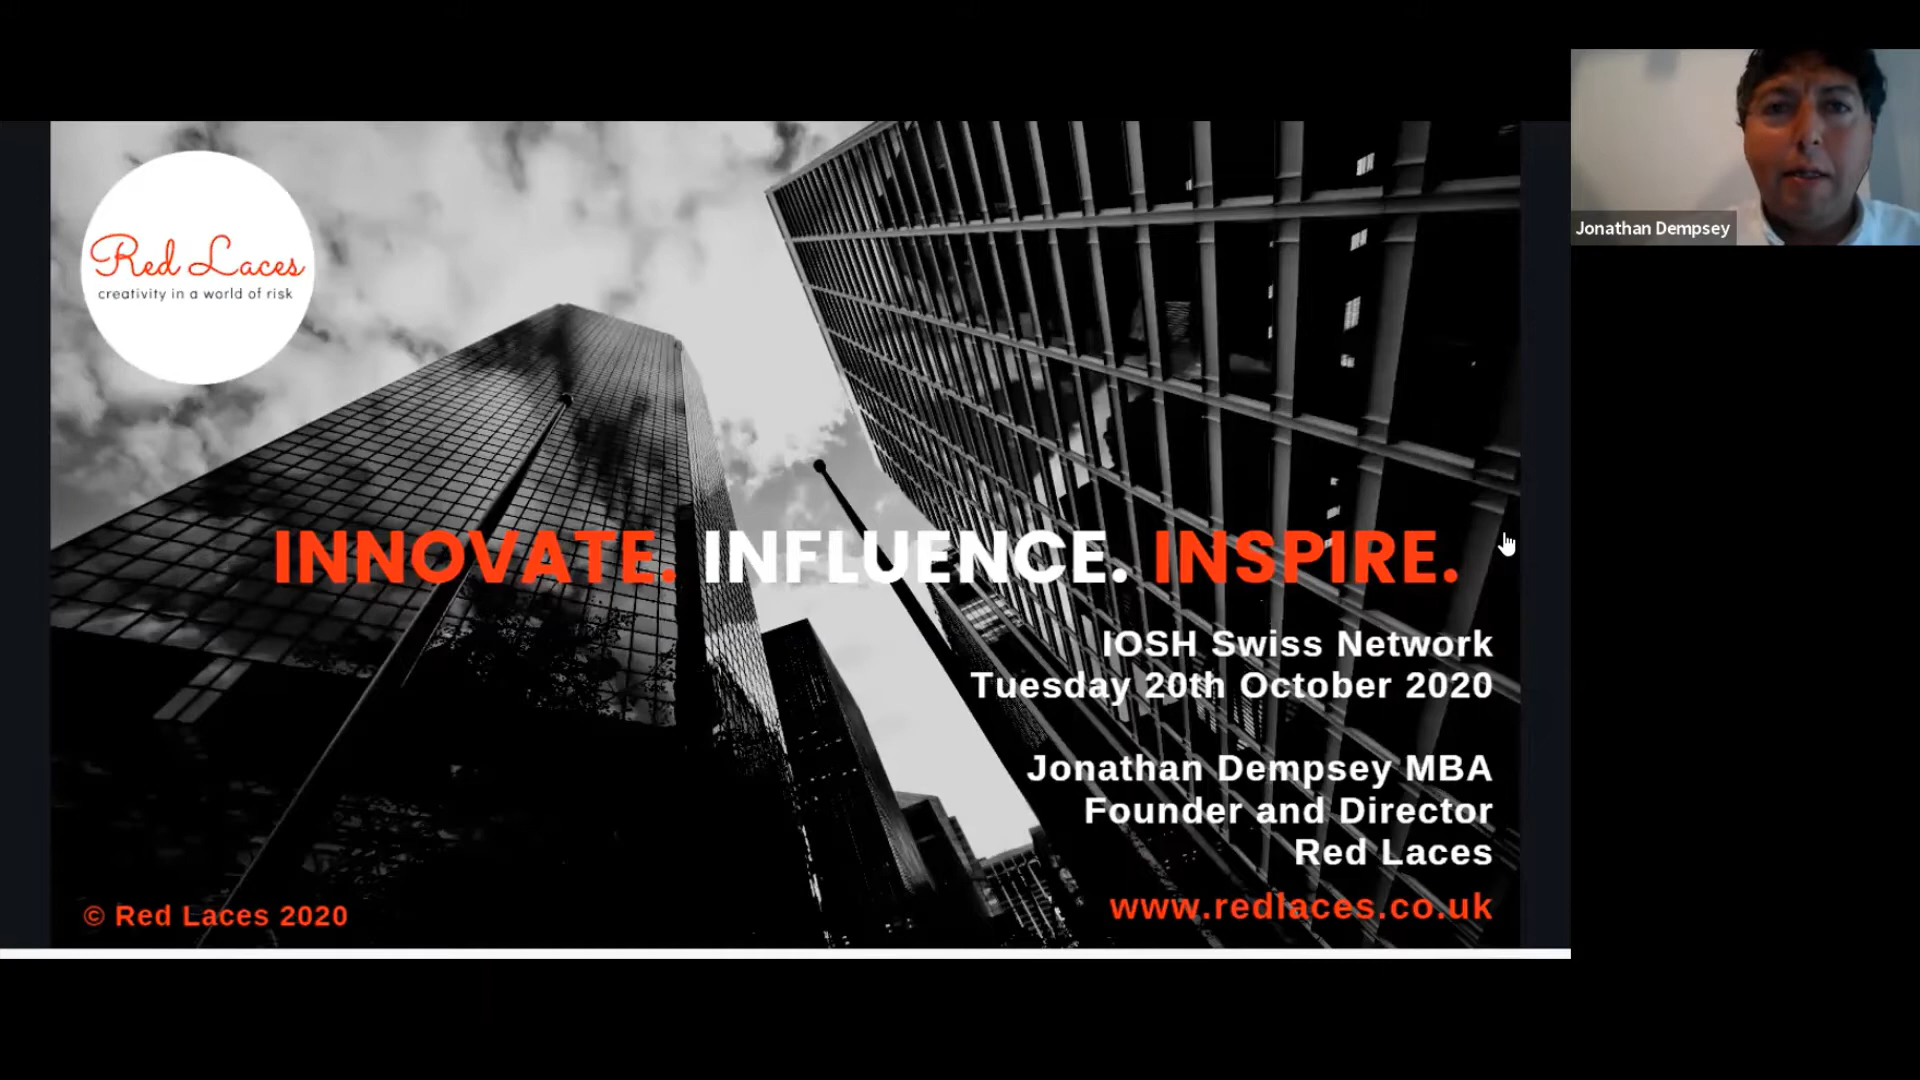 Red Laces
creativity in a world of risk
INNOVATE. INFLUENCE. INSPIRE.
IOSH Swiss Network
Tuesday 20th October 2020
Jonathan Dempsey MBA
Founder and Director
Red Laces
www.redlaces.co.uk
© Red Laces 2020
Jonathan Dempsey